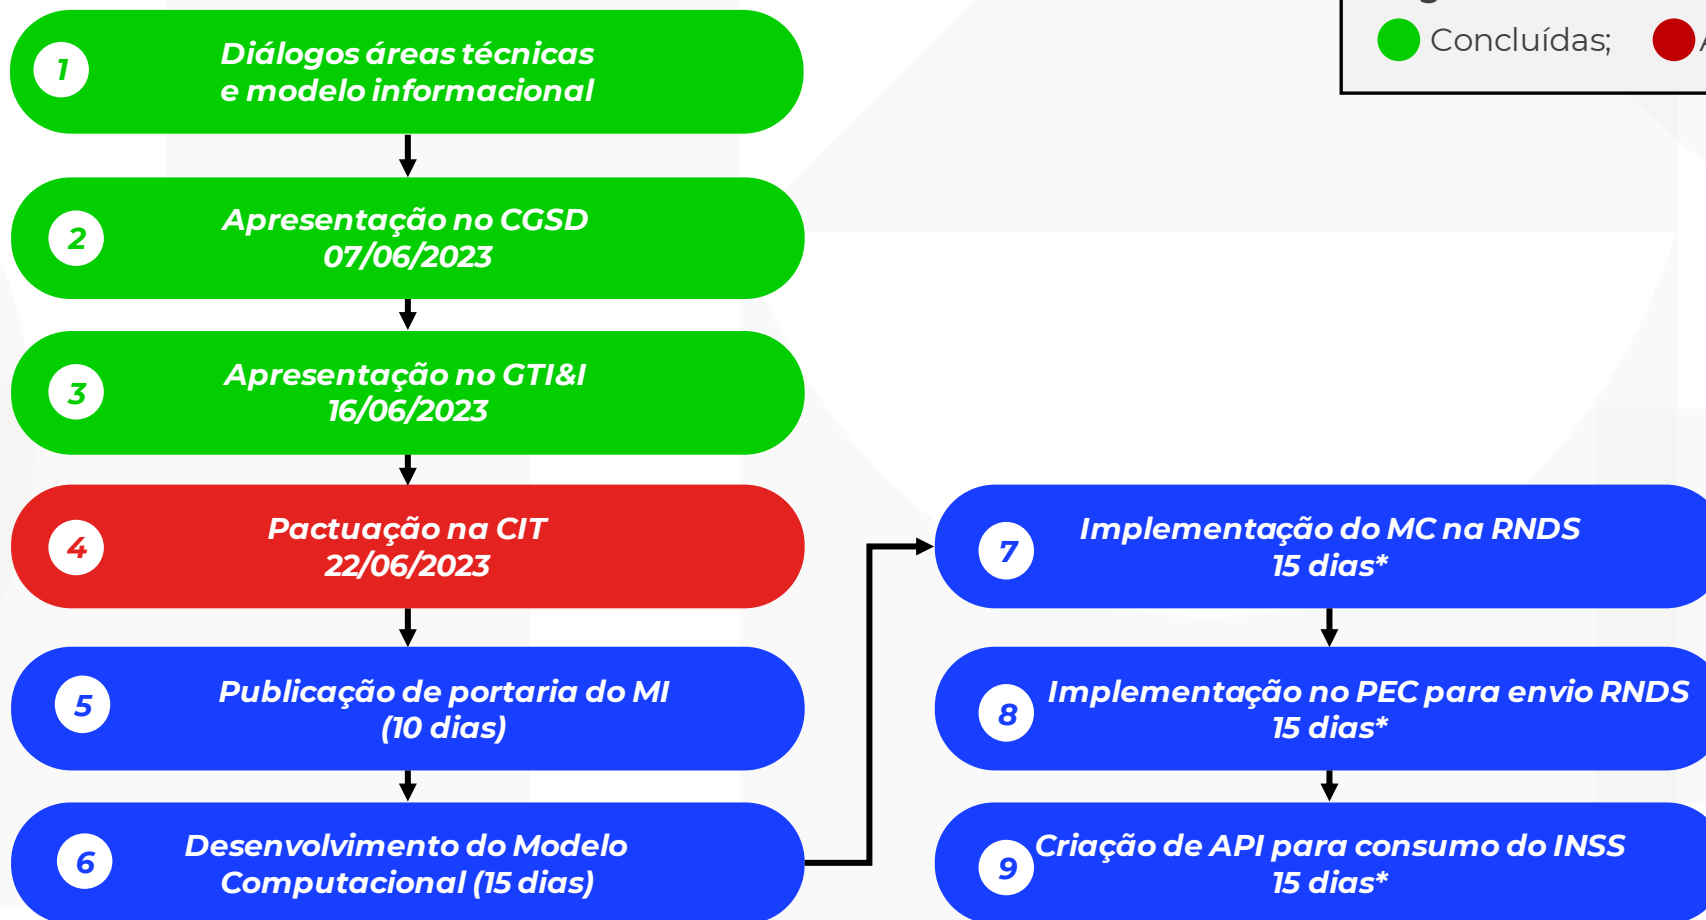 1
Diálogos áreas técnicas
e modelo informacional
2
Apresentação no CGSD
07/06/2023
3
Apresentação no GTI&I
16/06/2023
4
Pactuação na CIT
22/06/2023
5
Publicação de portaria do MI
(10 dias)
6
Desenvolvimento do Modelo
Computacional (15 dias)
Concluídas;
7
Implementação do MC na RNDS
15 dias*
8
Implementação no PEC para envio RNDS
15 dias*
9
Criação de API para consumo do INSS
15 dias*